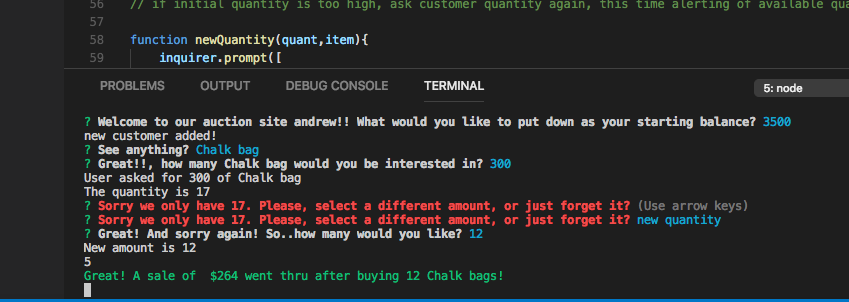 56 // if initial quantity is too high, ask customer quantity again, this time alerting of available qua
57
58 function newQuantity(quant,item){
59 inquirer.prompt([
PROBLEMS OUTPUT DEBUG CONSOLE TERMINAL 5: node
? Welcome to our auction site andrew!! What would you like to put down as your starting balance? 3500
new customer added!
? See anything? Chalk bag
? Great!!, how many Chalk bag would you be interested in? 300
User asked for 300 of Chalk bag
The quantity is 17
? Sorry we only have 17. Please, select a different amount, or just forget it? (Use arrow keys)
? Sorry we only have 17. Please, select a different amount, or just forget it? new quantity
? Great! And sorry again! So..how many would you like? 12
New amount is 12
5
Great! A sale of  $264 went thru after buying 12 Chalk bags!